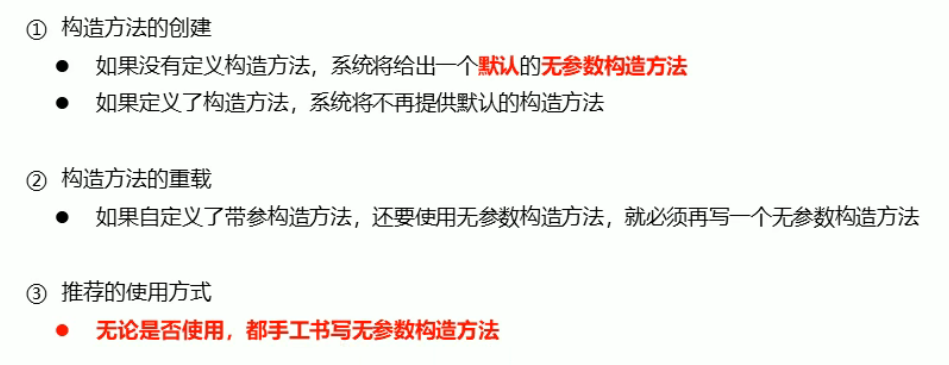 ① 构造方法的创建
● 如果没有定义构造方法，系统将给出一个默认的无参数构造方法
● 如果定义了构造方法，系统将不再提供默认的构造方法
② 构造方法的重载
● 如果自定义了带参构造方法，还要使用无参数构造方法，就必须再写一个无参数构造方法
③ 推荐的使用方式
● 无论是否使用，都手工书写无参数构造方法